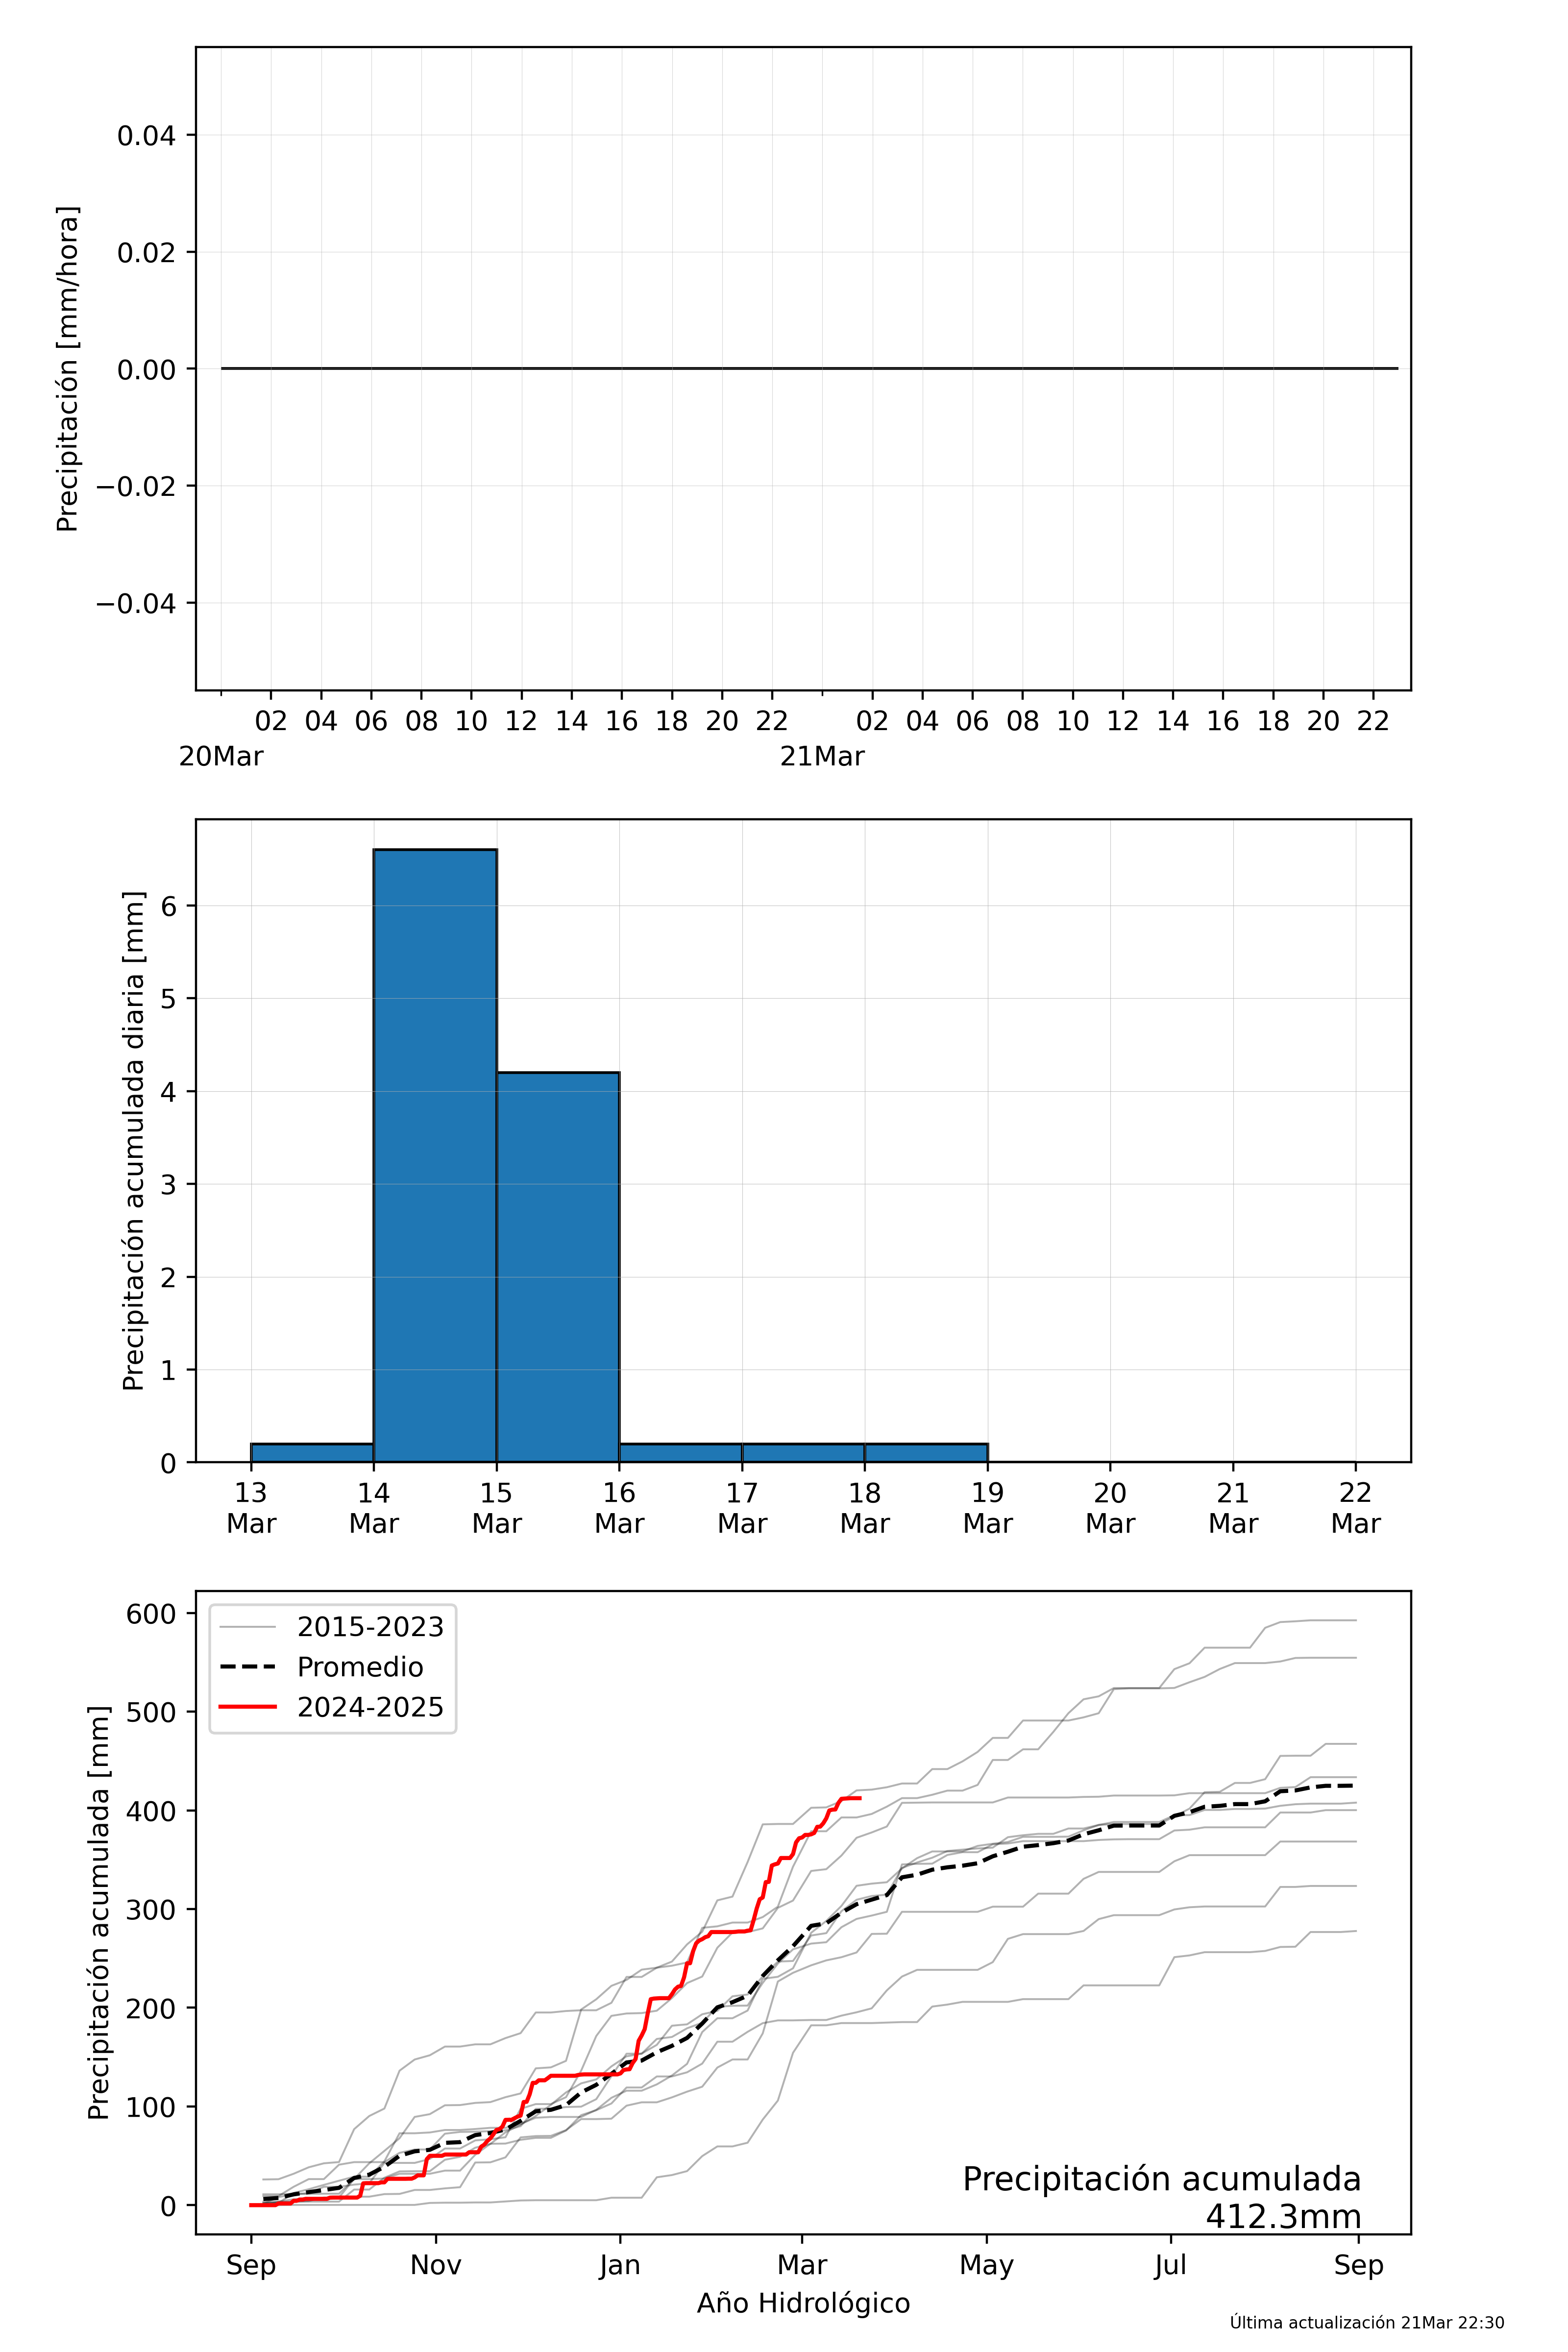 Precipitación [mm/hora]
0.04
0.02
0.00
−0.02
−0.04
02 04 06 08 10 12 14 16 18 20 22 02 04 06 08 10 12 14 16 18 20 22
20Mar 21Mar
Precipitación acumulada diaria [mm]
6
5
4
3
2
1
0
13 14 15 16 17 18 19 20 21 22
Mar Mar Mar Mar Mar Mar Mar Mar Mar Mar
Precipitación acumulada [mm]
600
500
400
300
200
100
0
2015-2023
Promedio
2024-2025
Precipitación acumulada
412.3mm
Sep Nov Jan Mar May Jul Sep
Año Hidrológico
Última actualización 21Mar 22:30